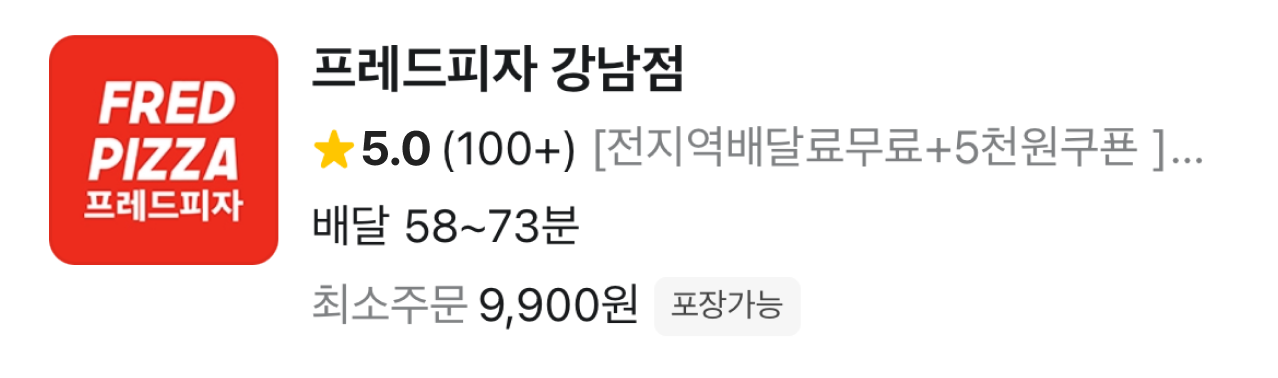 FRED
PIZZA
프레드피자
프레드피자 강남점
5.0 (100+) [전지역배달료무료+5천원쿠푠 ]...
배달 58~73분
최소주문 9,900원 포장가능